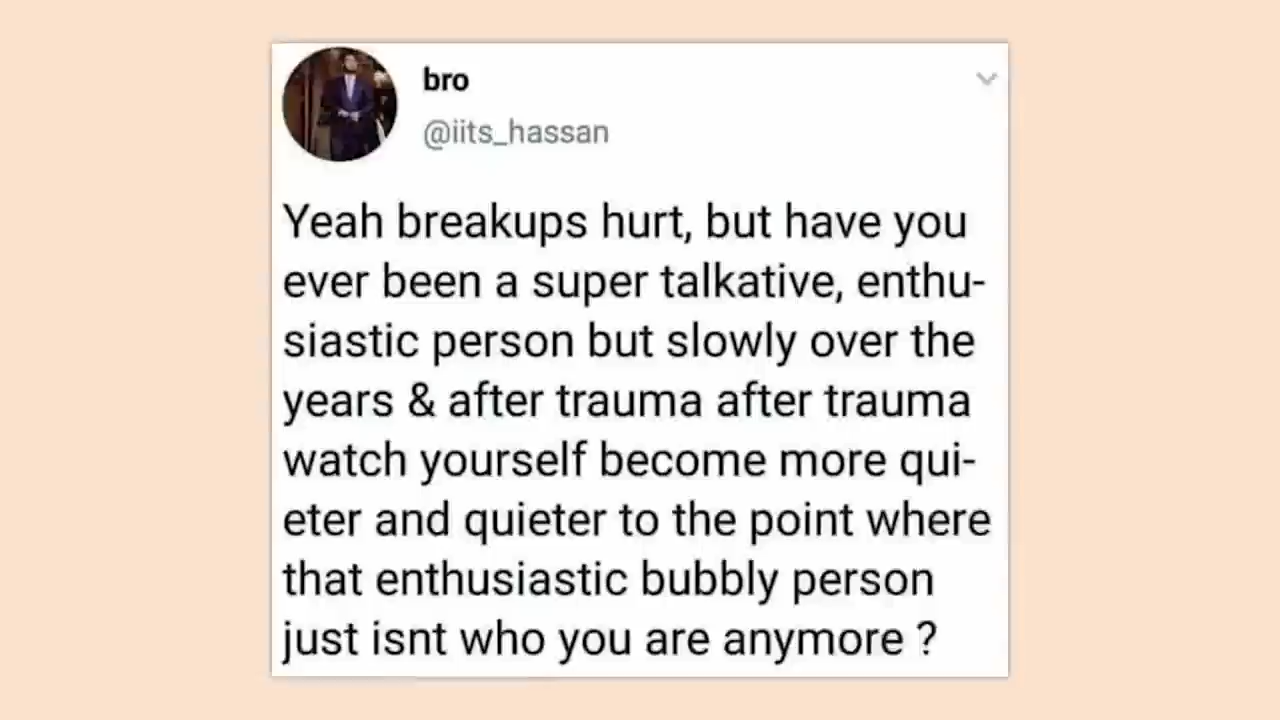 bro
@iits_hassan
Yeah breakups hurt, but have you
ever been a super talkative, enthu-
siastic person but slowly over the
years & after trauma after trauma
watch yourself become more qui-
eter and quieter to the point where
that enthusiastic bubbly person
just isnt who you are anymore ?